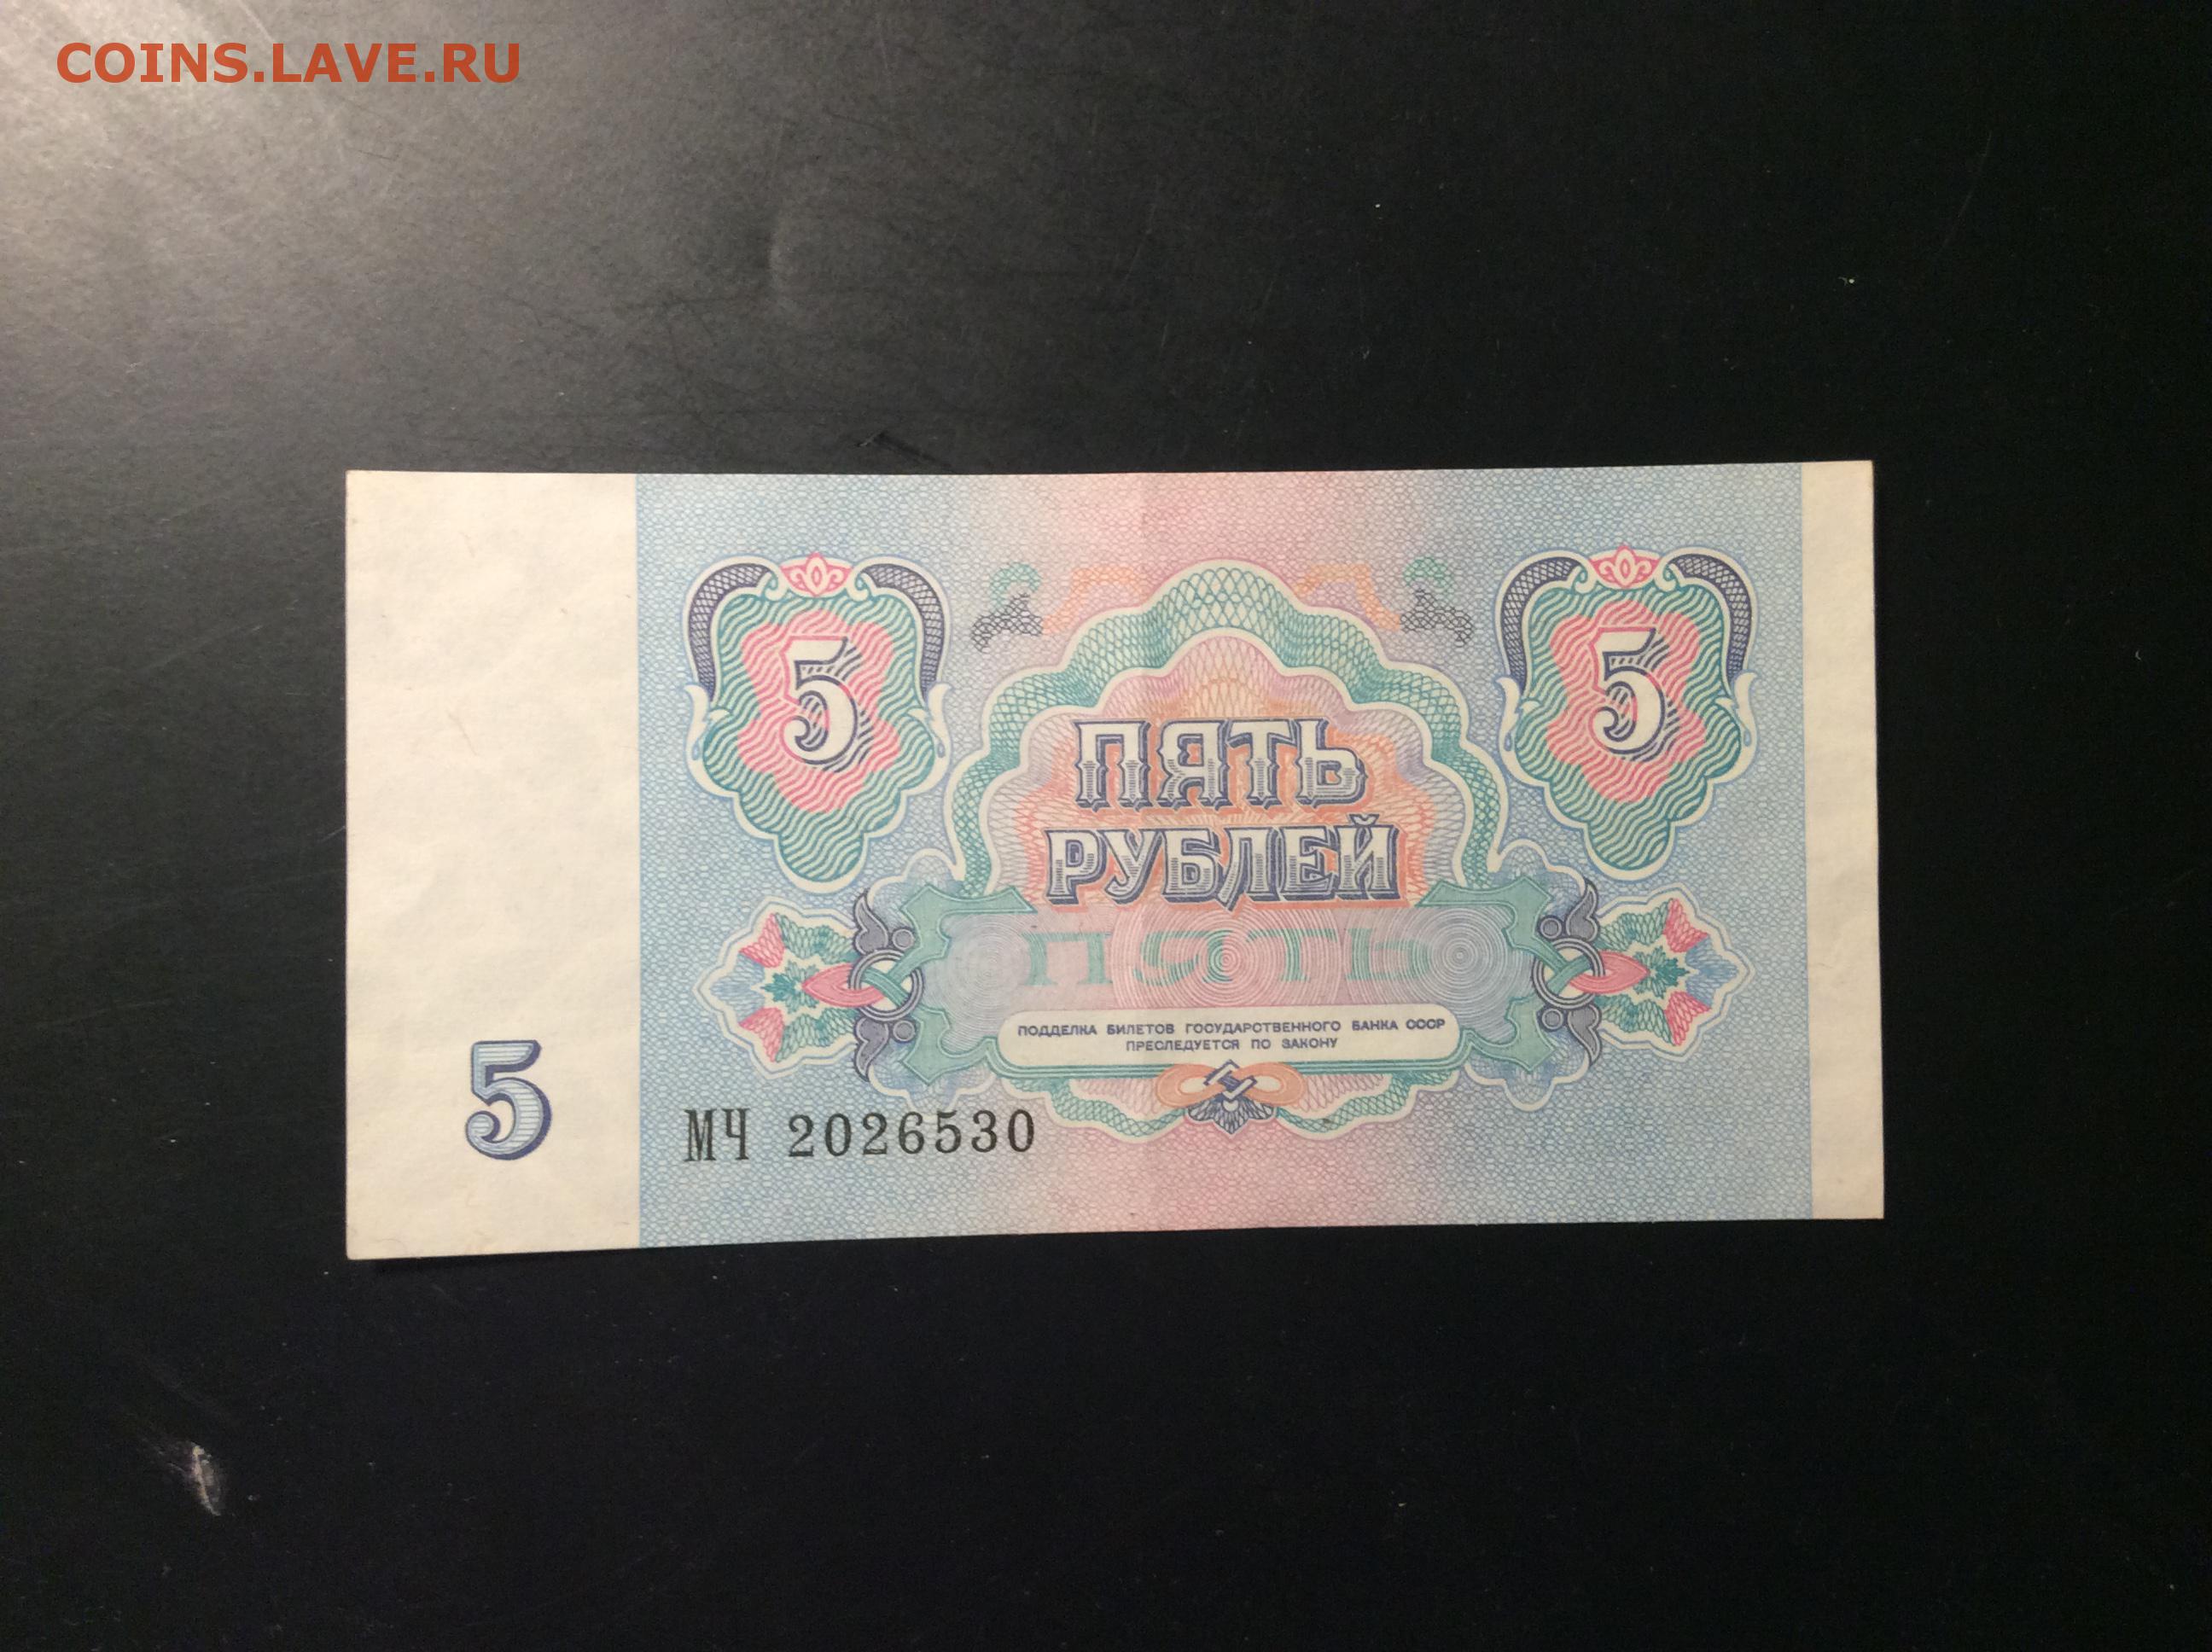 COINS.LAVE.RU
5 5
ПЯТЬ
РУБЛЕЙ
ПЯТЬ
ПОДДЕЛКА БИЛЕТОВ ГОСУДАРСТВЕННОГО БАНКА СССР
ПРЕСЛЕДУЕТСЯ ПО ЗАКОНУ
5
МЧ 2026530